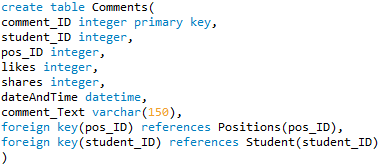 create table Comments(
comment_ID integer primary key,
student_ID integer,
pos_ID integer,
likes integer,
shares integer,
dateAndTime datetime,
comment_Text varchar(150),
foreign key(pos_ID) references Positions(pos_ID),
foreign key(student_ID) references Student(student_ID)
)